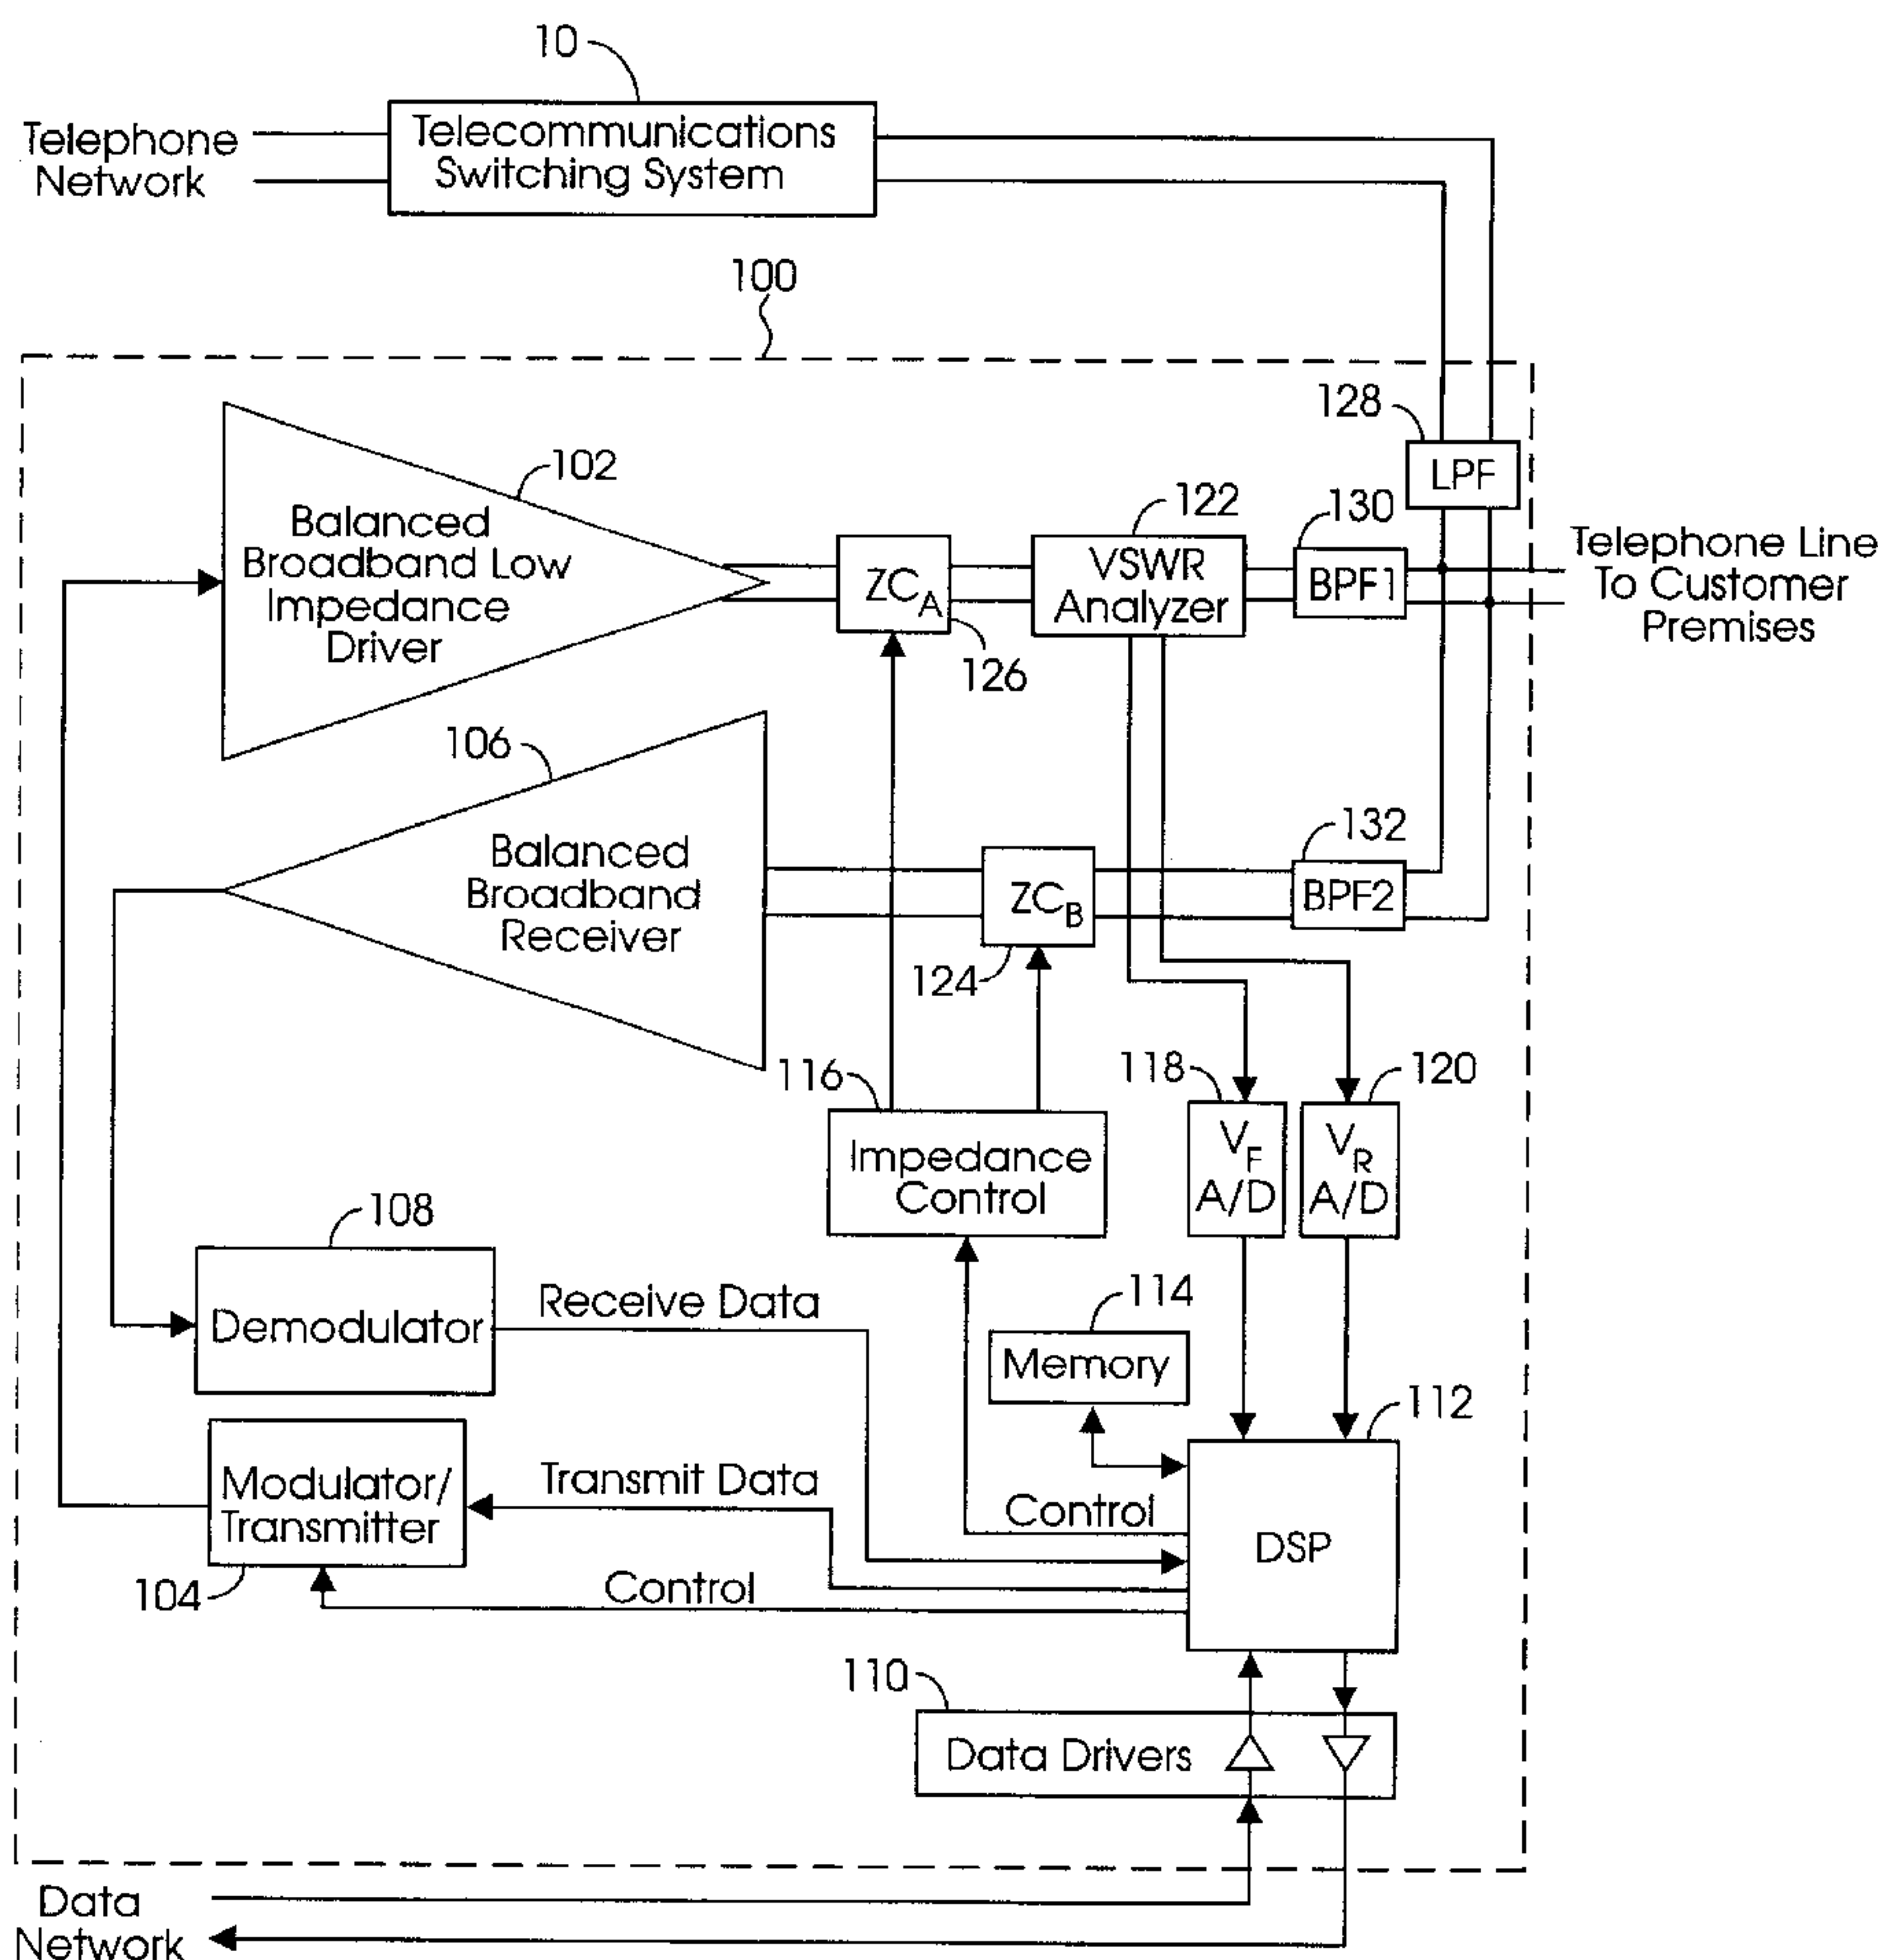 10
Telephone
Network
Telecommunications
Switching System
100
128
LPF
102
Balanced
Broadband Low
Impedance
Driver
ZCA
126
122
VSWR
Analyzer
130
BPF1
Telephone Line
To Customer
Premises
106
Balanced
Broadband
Receiver
ZCB
124
132
BPF2
116
Impedance
Control
118
VF
A/D
120
VR
A/D
108
Demodulator
Receive Data
114
Memory
112
DSP
Modulator/
Transmitter
104
Transmit Data
Control
Control
110
Data Drivers
Data
Network